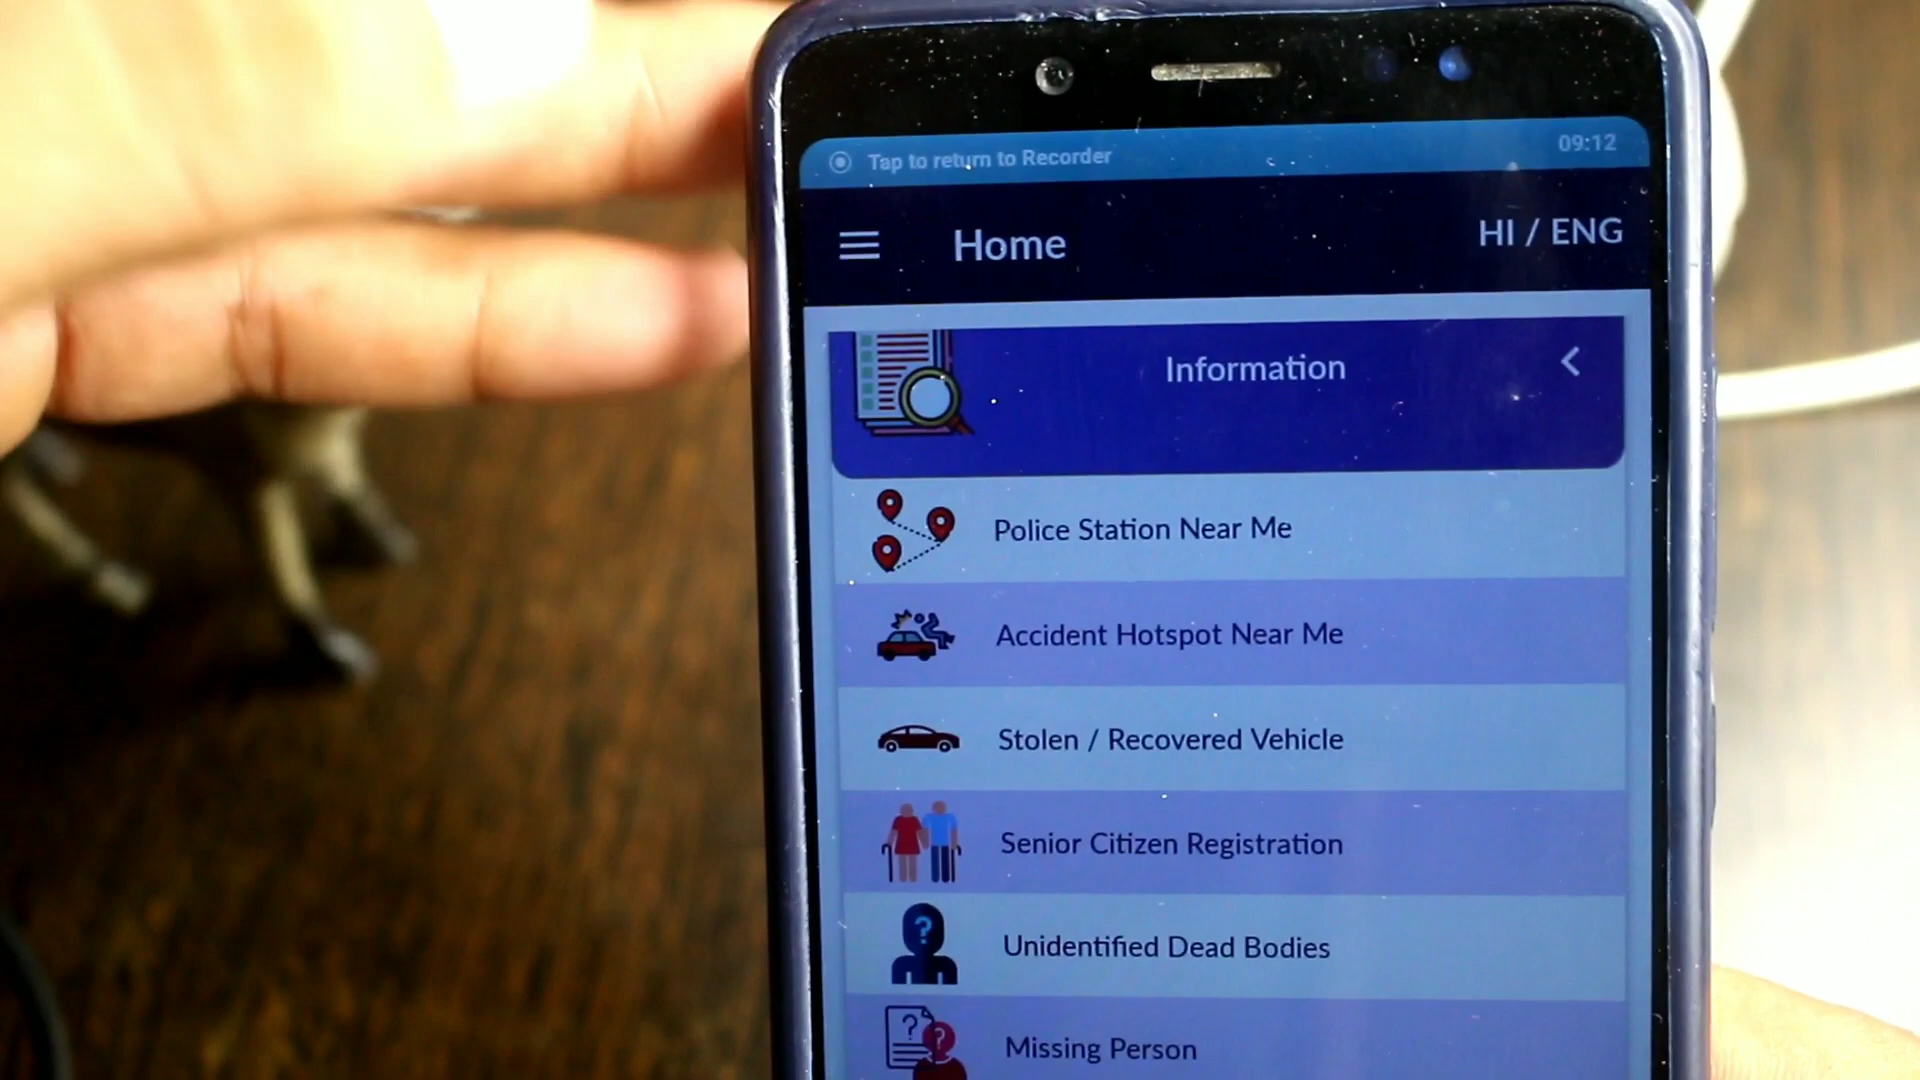 Tap to return to Recorder
09:12
Home
HI / ENG
Information
Police Station Near Me
Accident Hotspot Near Me
Stolen / Recovered Vehicle
Senior Citizen Registration
Unidentified Dead Bodies
Missing Person